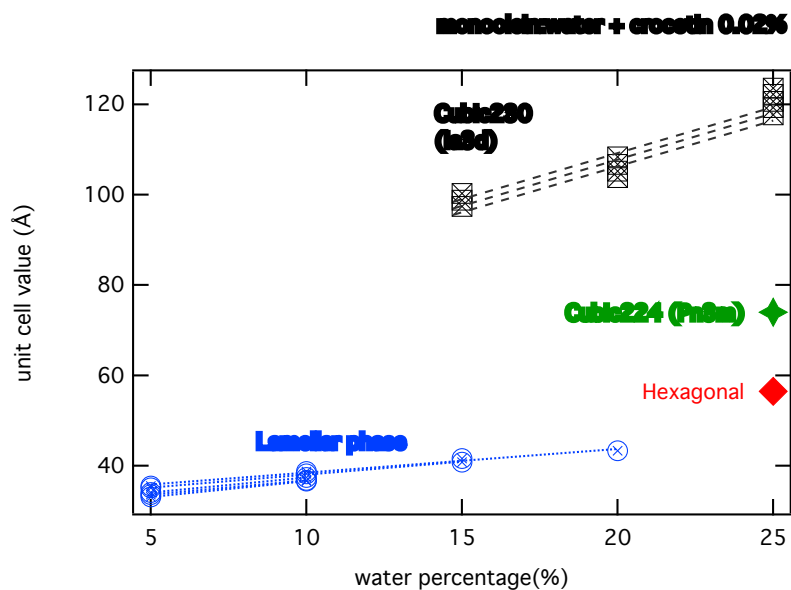 monoolein:water + crocetin 0.02%
120
Cubic230
(Ia3d)
100
unit cell value (Å)
80
Cubic224 (Pn3m)
60
Hexagonal
Lamellar phase
40
5 10 15 20 25
water percentage(%)